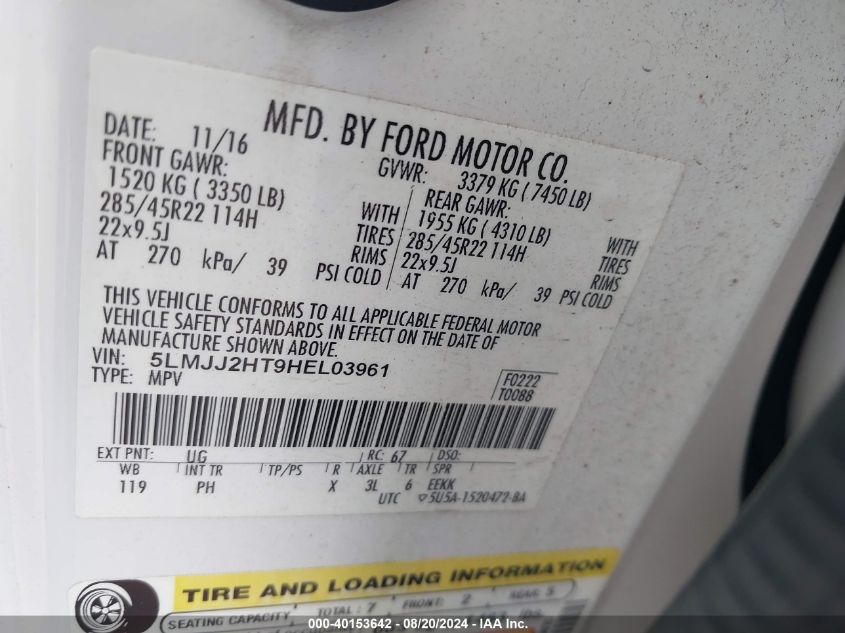 MFD. BY FORD MOTOR CO.
DATE: 11/16
GVWR: 3379 KG ( 7450 LB)
FRONT GAWR:
1520 KG ( 3350 LB)
285/45R22 114H WITH TIRES
22x9.5J RIMS
AT 270 kPa/ 39 PSI COLD
REAR GAWR:
1955 KG ( 4310 LB) WITH
285/45R22 114H TIRES
22x9.5J RIMS
AT 270 kPa/ 39 PSI COLD
THIS VEHICLE CONFORMS TO ALL APPLICABLE FEDERAL MOTOR
VEHICLE SAFETY STANDARDS IN EFFECT ON THE DATE OF
MANUFACTURE SHOWN ABOVE.
VIN: 5LMJJ2HT9HEL03961
TYPE: MPV
F0222
T0088
EXT PNT: UG RC: 67 DSO:
WB INT TR TP/PS R AXLE TR SPR
119 PH X 3L 6 EEKK
UTC 5U5A-1520472-BA
TIRE AND LOADING INFORMATION
SEATING CAPACITY TOTAL: 7 FRONT: 2 REAR: 5
LBS
000-40153642 - 08/20/2024 - IAA Inc.